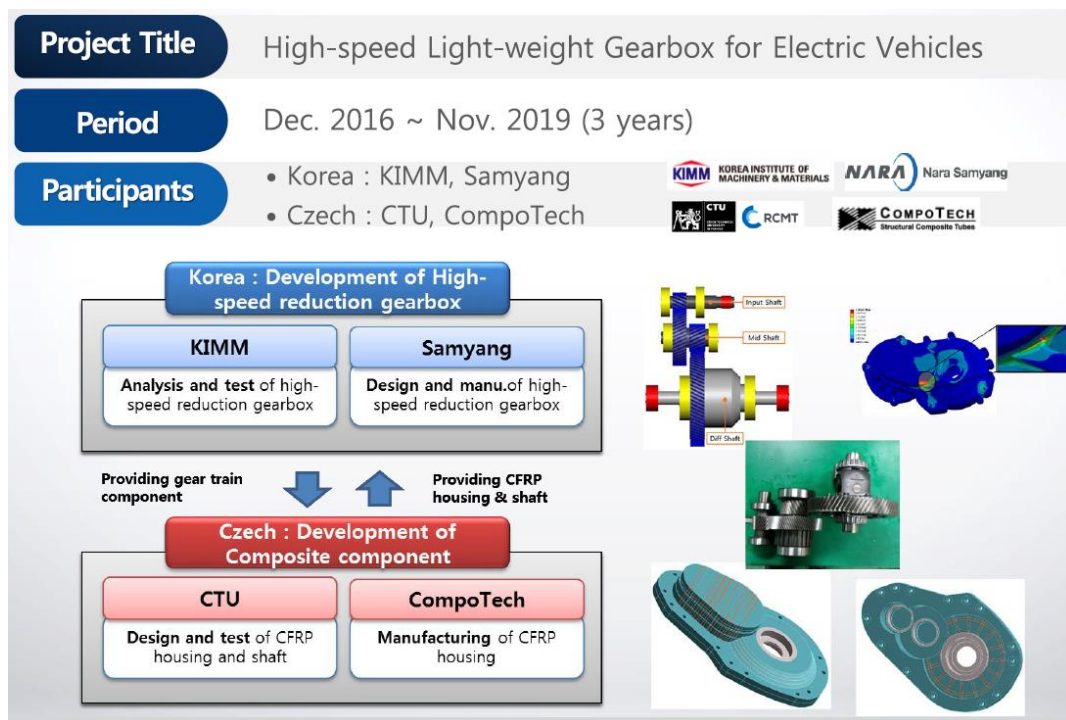 Project Title
High-speed Light-weight Gearbox for Electric Vehicles
Period
Dec. 2016 ~ Nov. 2019 (3 years)
Participants
• Korea : KIMM, Samyang
• Czech : CTU, CompoTech
KIMM
KOREA INSTITUTE OF
MACHINERY & MATERIALS
NARA
Nara Samyang
CTU
RCMT
COMPOTECH
Structural Composite Tubes
Korea : Development of High-
speed reduction gearbox
KIMM
Analysis and test of high-
speed reduction gearbox
Samyang
Design and manu.of high-
speed reduction gearbox
Providing gear train
component
Providing CFRP
housing & shaft
Czech : Development of
Composite component
CTU
Design and test of CFRP
housing and shaft
CompoTech
Manufacturing of CFRP
housing
Input Shaft
Mid Shaft
Diff Shaft